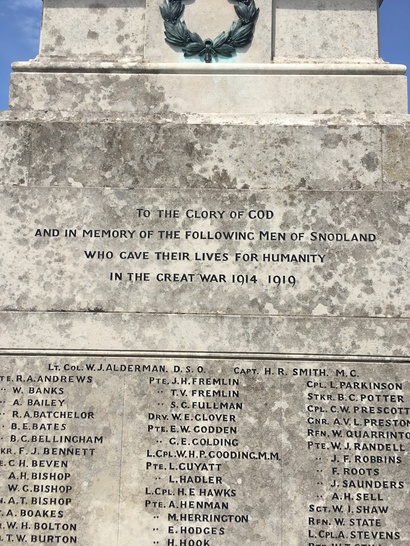 TO THE GLORY OF GOD
AND IN MEMORY OF THE FOLLOWING MEN OF SNODLAND
WHO GAVE THEIR LIVES FOR HUMANITY
IN THE GREAT WAR 1914 1919
LT. COL. W.J. ALDERMAN, D.S.O. CAPT. H.R. SMITH, M.C.
TE. R.A. ANDREWS
" W. BANKS
" A. BAILEY
" R.A. BATCHELOR
" B.E. BATES
" B.C. BELLINGHAM
KR. F.J. BENNETT
E. C.H. BEVEN
A.H. BISHOP
W.C. BISHOP
A.T. BISHOP
A. BOAKES
W.H. BOLTON
T.W. BURTON
PTE. J.H. FREMLIN
" T.V. FREMLIN
" S.G. FULLMAN
DRV. W.E. GLOVER
PTE. E.W. GODDEN
" G.E. GOLDING
L.CPL. W.H.P. GOODING, M.M.
PTE. L. GUYATT
" L. HADLER
L.CPL. H.E. HAWKES
PTE. A. HENMAN
" M. HERRINGTON
" E. HODGES
" H. HOOK
CPL. L. PARKINSON
STKR. B.C. POTTER
CPL. C.W. PRESCOTT
GNR. A.V.L. PRESTON
RFN. W. QUARRINGTO
PTE. W.J. RANDELL
" J.F. ROBBINS
" F. ROOTS
" J. SAUNDERS
" A.H. SELL
SGT. W.I. SHAW
RFN. W. STATE
L.CPL. A. STEVENS